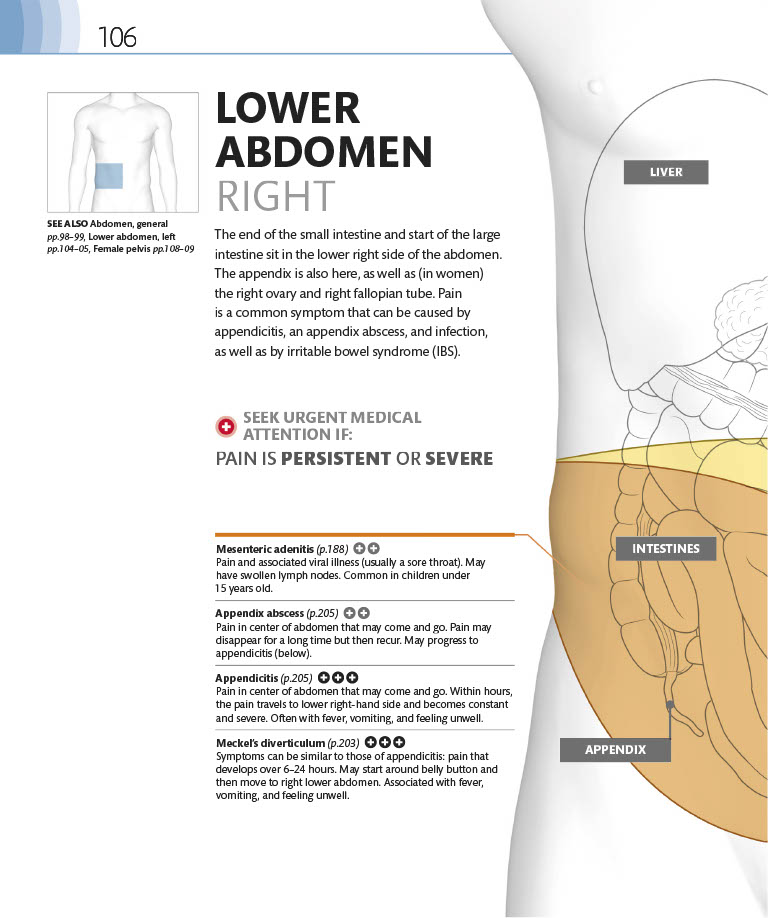 106
SEE ALSO Abdomen, general
pp.98–99, Lower abdomen, left
pp.104–05, Female pelvis pp.108–09
LOWER
ABDOMEN
RIGHT
The end of the small intestine and start of the large
intestine sit in the lower right side of the abdomen.
The appendix is also here, as well as (in women)
the right ovary and right fallopian tube. Pain
is a common symptom that can be caused by
appendicitis, an appendix abscess, and infection,
as well as by irritable bowel syndrome (IBS).
SEEK URGENT MEDICAL
ATTENTION IF:
PAIN IS PERSISTENT OR SEVERE
Mesenteric adenitis (p.188)
Pain and associated viral illness (usually a sore throat). May
have swollen lymph nodes. Common in children under
15 years old.
Appendix abscess (p.205)
Pain in center of abdomen that may come and go. Pain may
disappear for a long time but then recur. May progress to
appendicitis (below).
Appendicitis (p.205)
Pain in center of abdomen that may come and go. Within hours,
the pain travels to lower right-hand side and becomes constant
and severe. Often with fever, vomiting, and feeling unwell.
Meckel's diverticulum (p.203)
Symptoms can be similar to those of appendicitis: pain that
develops over 6–24 hours. May start around belly button and
then move to right lower abdomen. Associated with fever,
vomiting, and feeling unwell.
LIVER
INTESTINES
APPENDIX